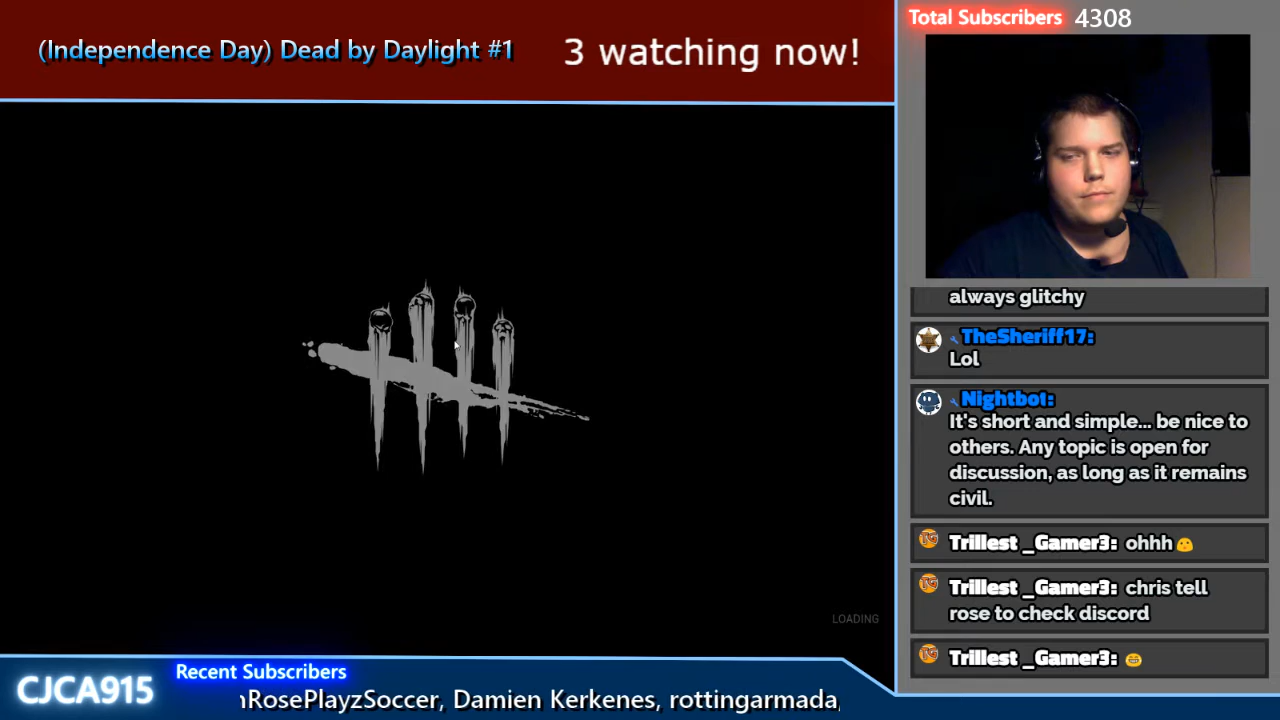 (Independence Day) Dead by Daylight #1
3 watching now!
Total Subscribers 4308
always glitchy
TheSheriff17:
Lol
Nightbot:
It's short and simple... be nice to
others. Any topic is open for
discussion, as long as it remains
civil.
Trillest _Gamer3: ohhh
Trillest _Gamer3: chris tell
rose to check discord
Trillest _Gamer3:
LOADING
CJCA915
Recent Subscribers
nRosePlayzSoccer, Damien Kerkenes, rottingarmada,